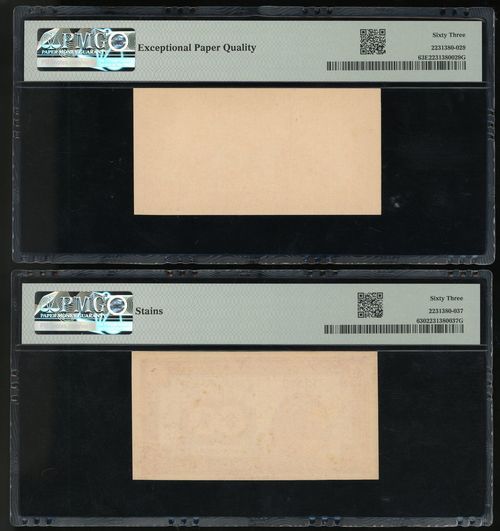 PMG
PAPER MONEY GUARANTY
Exceptional Paper Quality
Sixty Three
2231380-029
63E2231380029G
PMG
PAPER MONEY GUARANTY
Stains
Sixty Three
2231380-037
6302231380037G